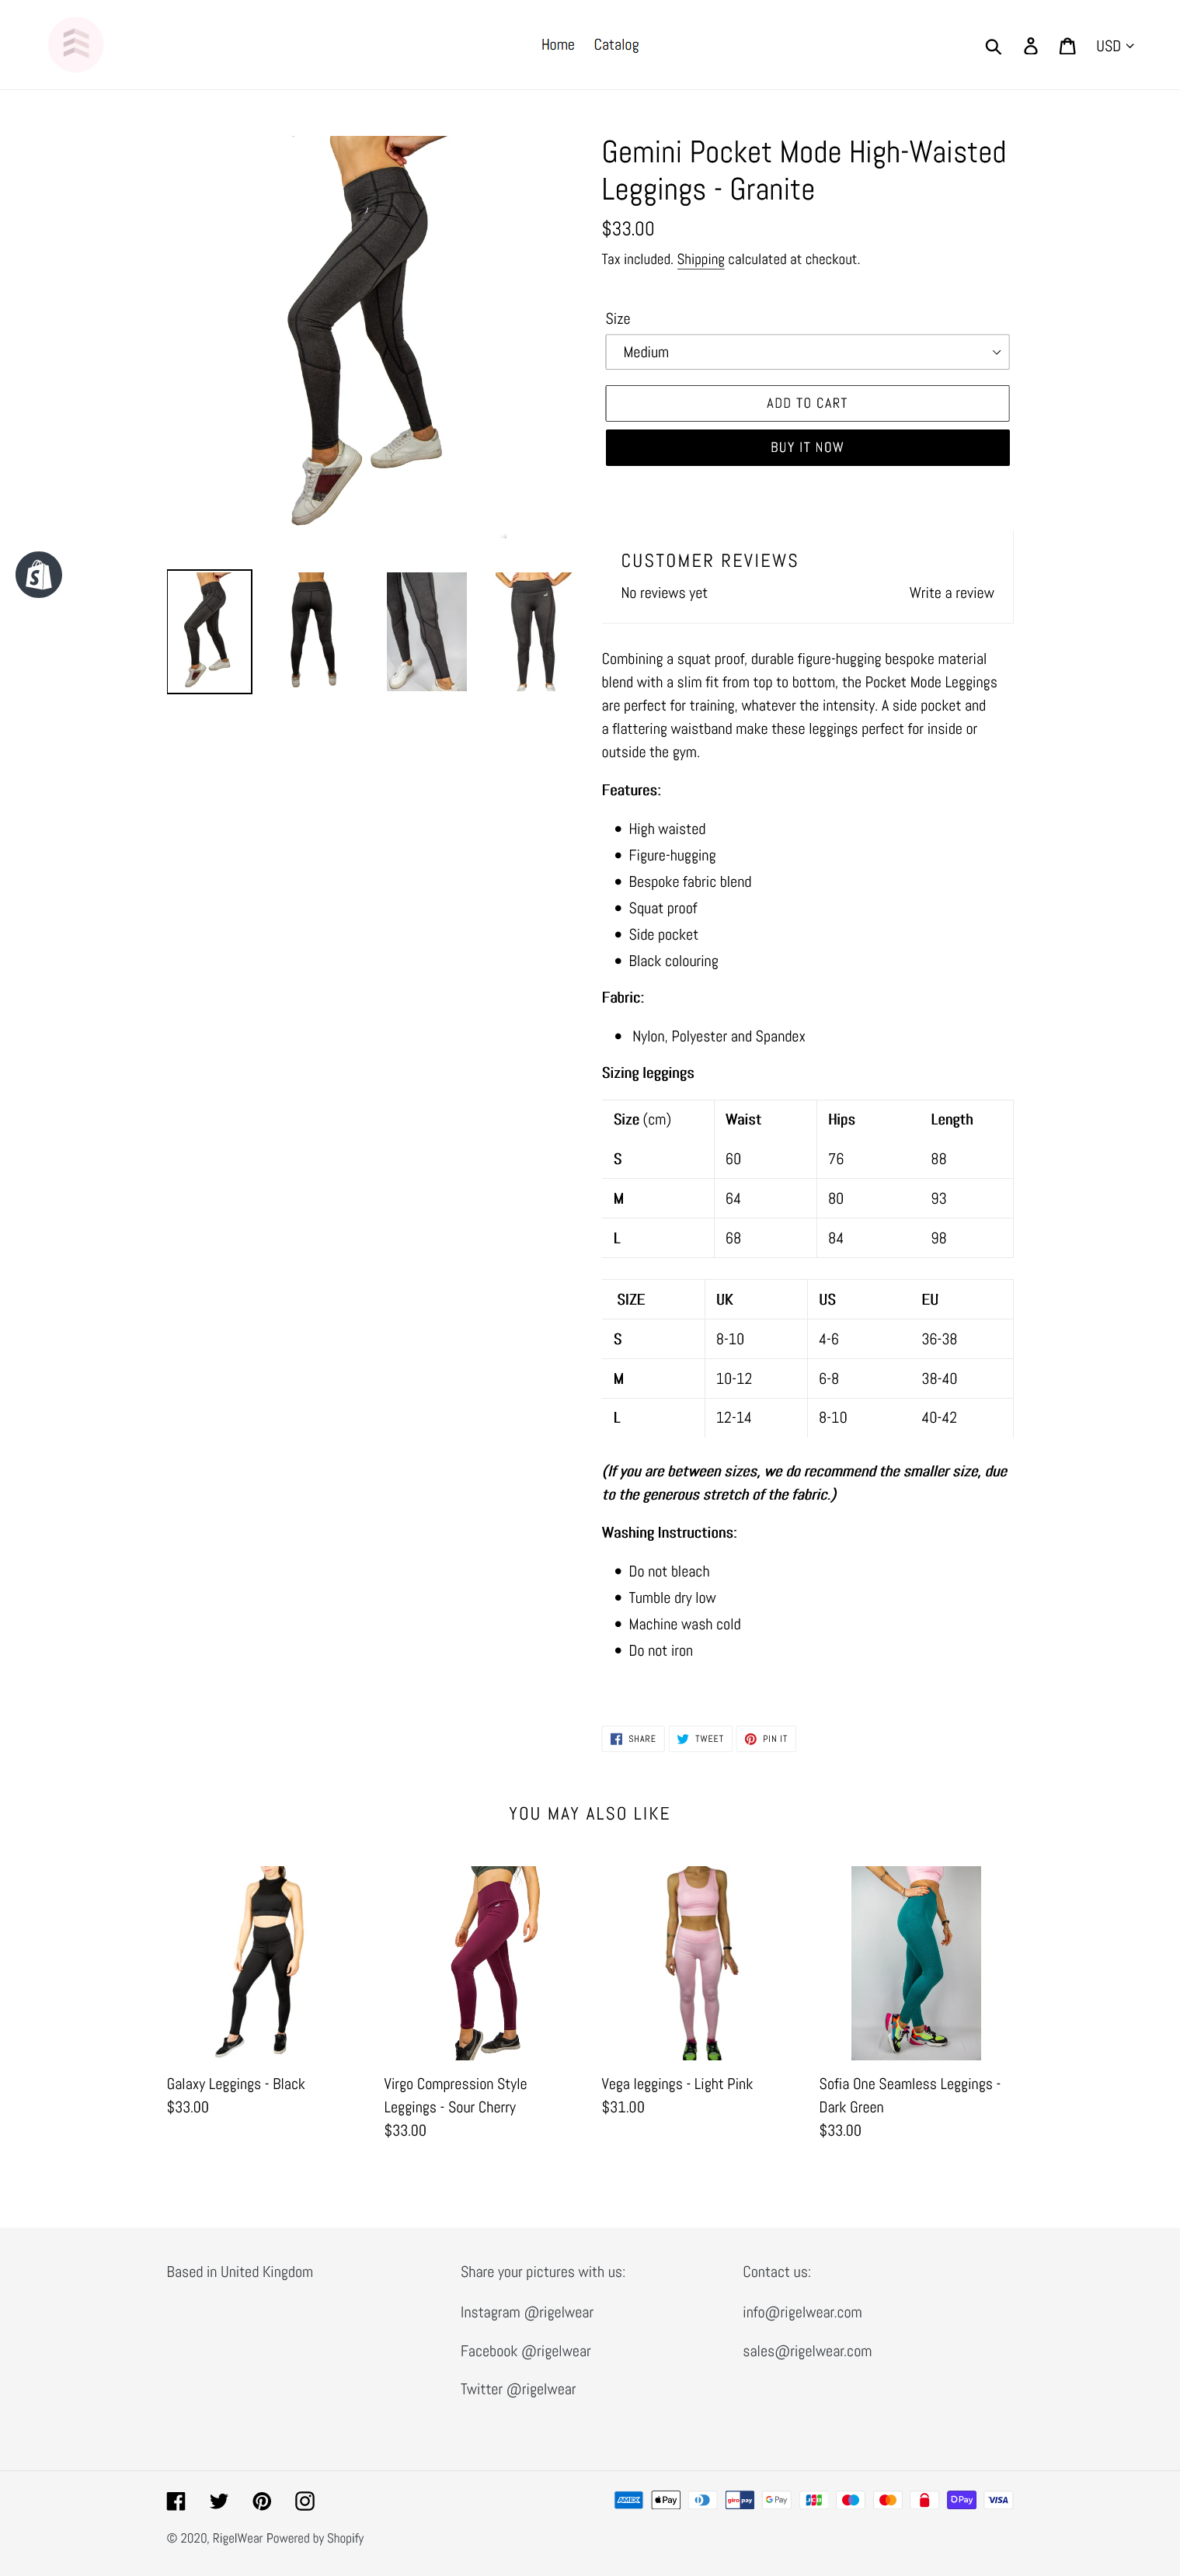 Home Catalog
USD
Gemini Pocket Mode High-Waisted
Leggings - Granite
$33.00
Tax included. Shipping calculated at checkout.
Size
Medium
ADD TO CART
BUY IT NOW
CUSTOMER REVIEWS
No reviews yet Write a review
Combining a squat proof, durable figure-hugging bespoke material
blend with a slim fit from top to bottom, the Pocket Mode Leggings
are perfect for training, whatever the intensity. A side pocket and
a flattering waistband make these leggings perfect for inside or
outside the gym.
Features:
High waisted
Figure-hugging
Bespoke fabric blend
Squat proof
Side pocket
Black colouring
Fabric:
Nylon, Polyester and Spandex
Sizing leggings
Size (cm) Waist Hips Length
S 60 76 88
M 64 80 93
L 68 84 98
SIZE UK US EU
S 8-10 4-6 36-38
M 10-12 6-8 38-40
L 12-14 8-10 40-42
(If you are between sizes, we do recommend the smaller size, due
to the generous stretch of the fabric.)
Washing Instructions:
Do not bleach
Tumble dry low
Machine wash cold
Do not iron
SHARE TWEET PIN IT
YOU MAY ALSO LIKE
Galaxy Leggings - Black
$33.00
Virgo Compression Style
Leggings - Sour Cherry
$33.00
Vega leggings - Light Pink
$31.00
Sofia One Seamless Leggings -
Dark Green
$33.00
Based in United Kingdom
Share your pictures with us:
Instagram @rigelwear
Facebook @rigelwear
Twitter @rigelwear
Contact us:
info@rigelwear.com
sales@rigelwear.com
AMEX Pay giro pay G Pay JCB Pay VISA
© 2020, RigelWear Powered by Shopify